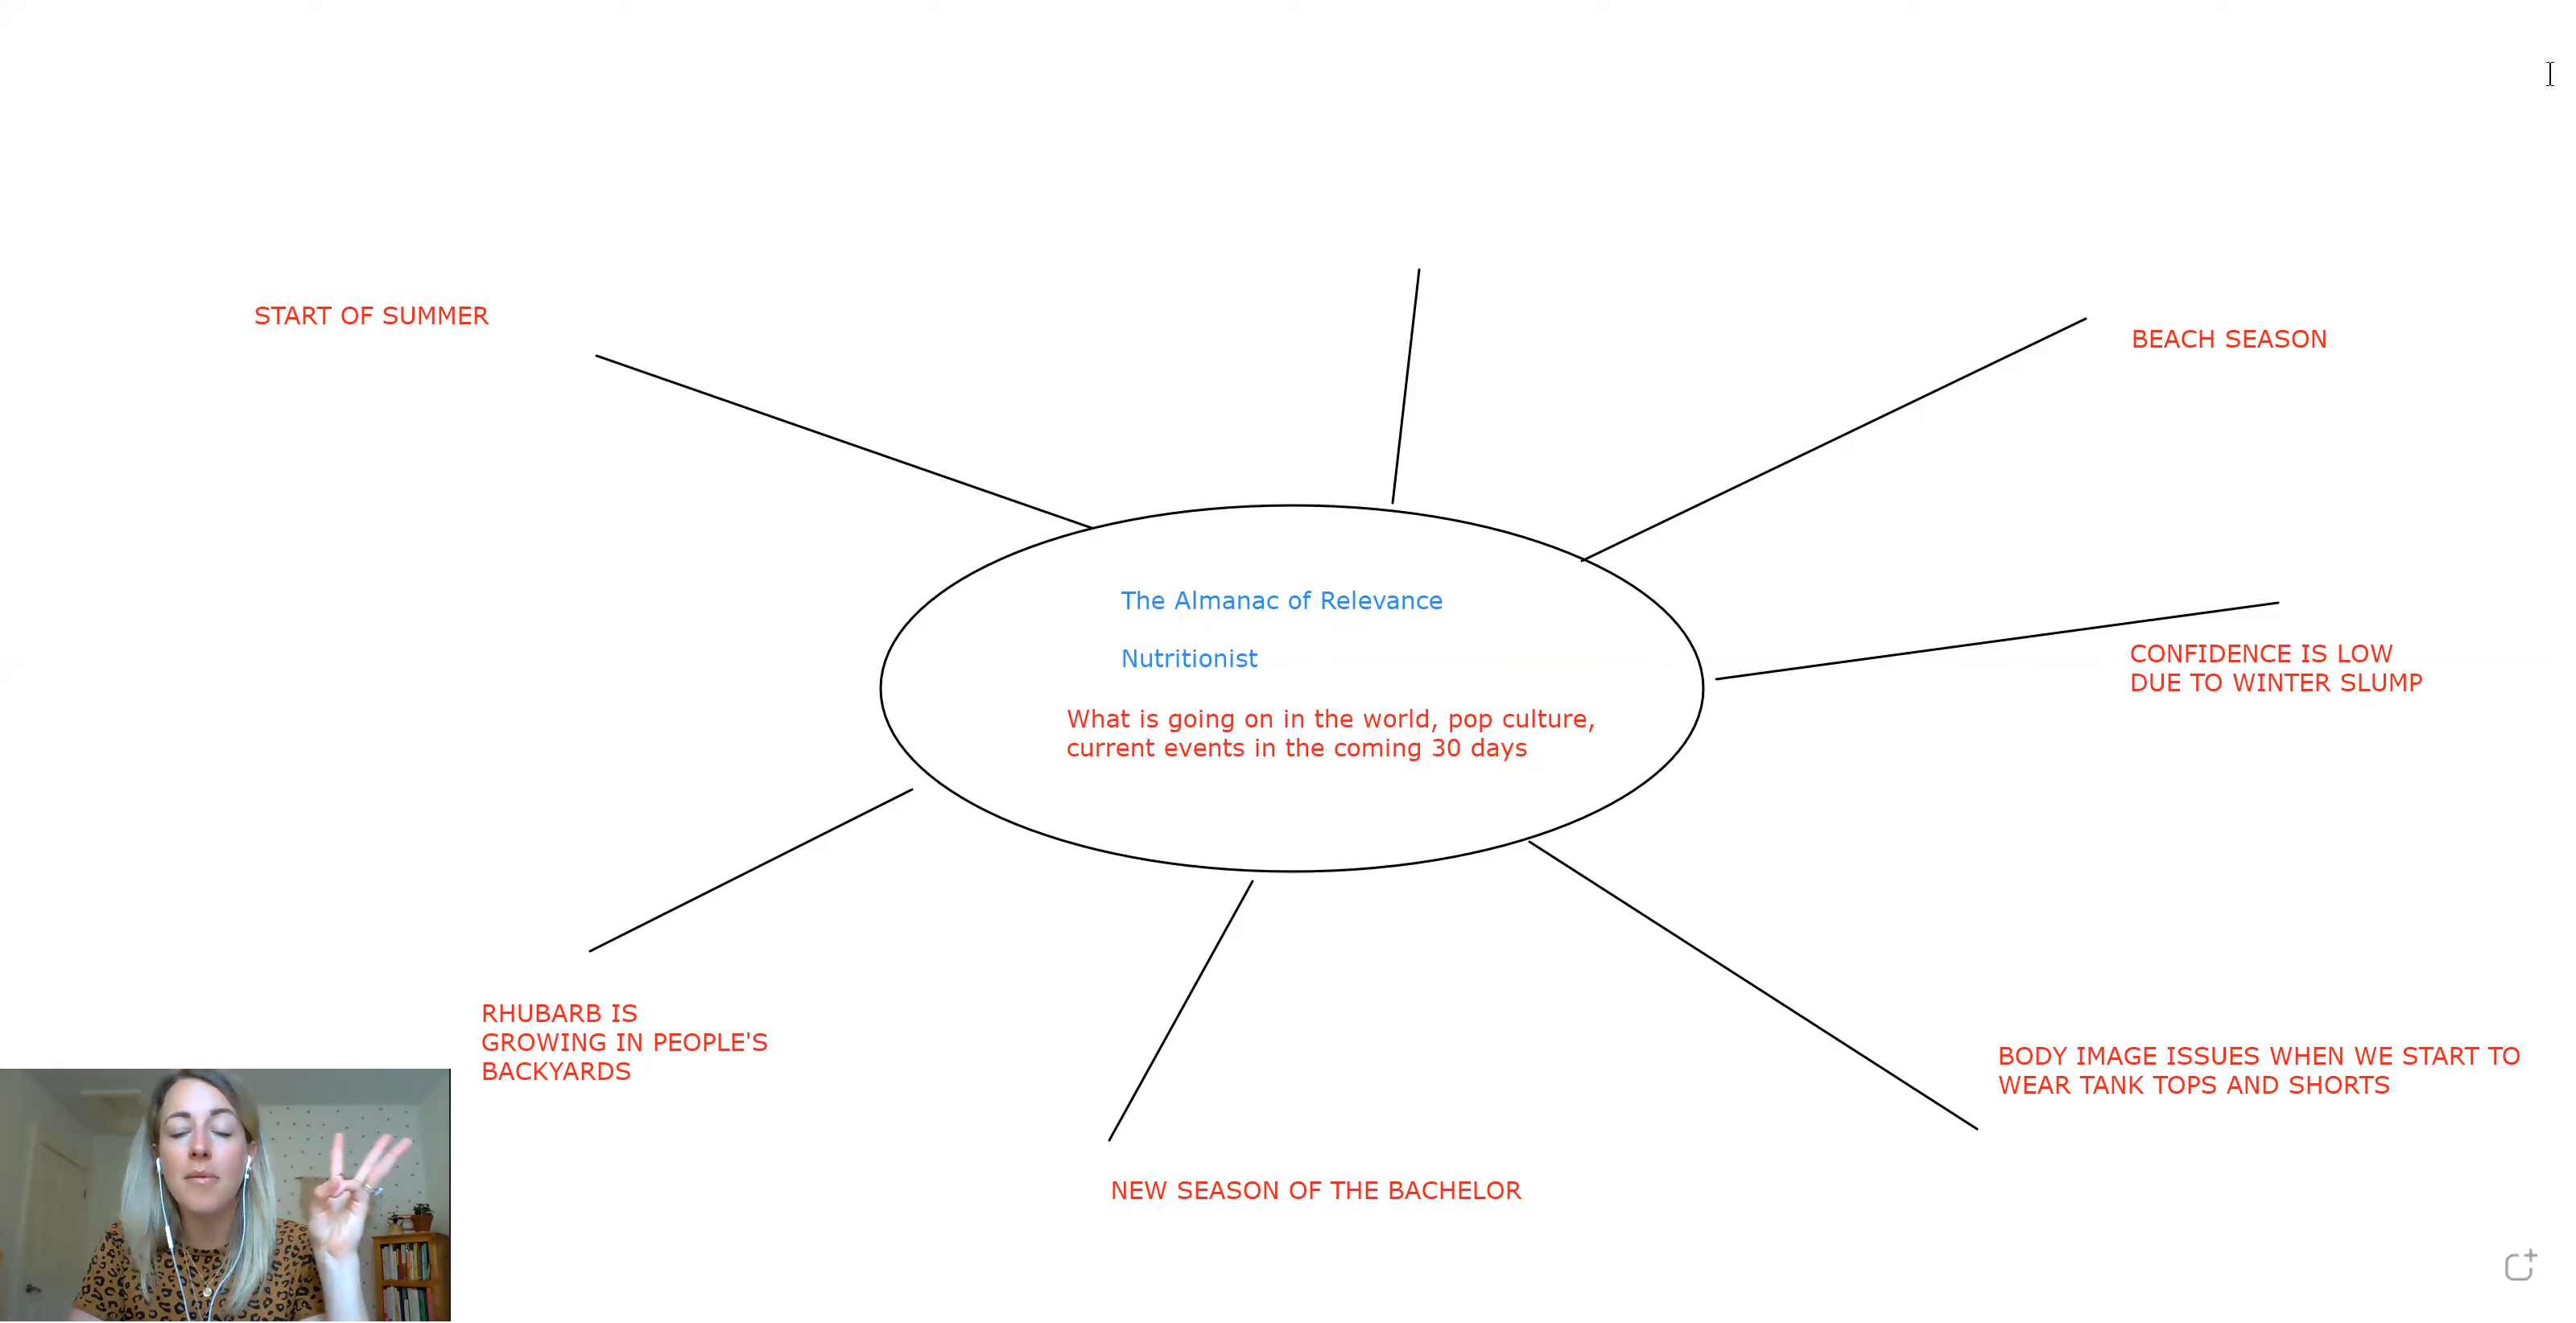 START OF SUMMER
BEACH SEASON
The Almanac of Relevance
Nutritionist
What is going on in the world, pop culture,
current events in the coming 30 days
CONFIDENCE IS LOW
DUE TO WINTER SLUMP
RHUBARB IS
GROWING IN PEOPLE'S
BACKYARDS
BODY IMAGE ISSUES WHEN WE START TO
WEAR TANK TOPS AND SHORTS
NEW SEASON OF THE BACHELOR